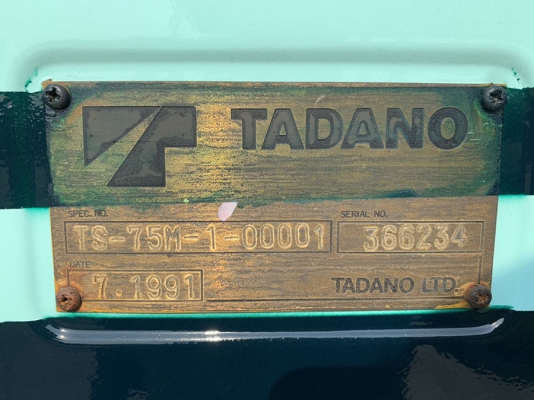 TADANO
SPEC. NO. SERIAL NO.
TS-75M-1-00001 366234
DATE
7.1991 TADANO LTD.